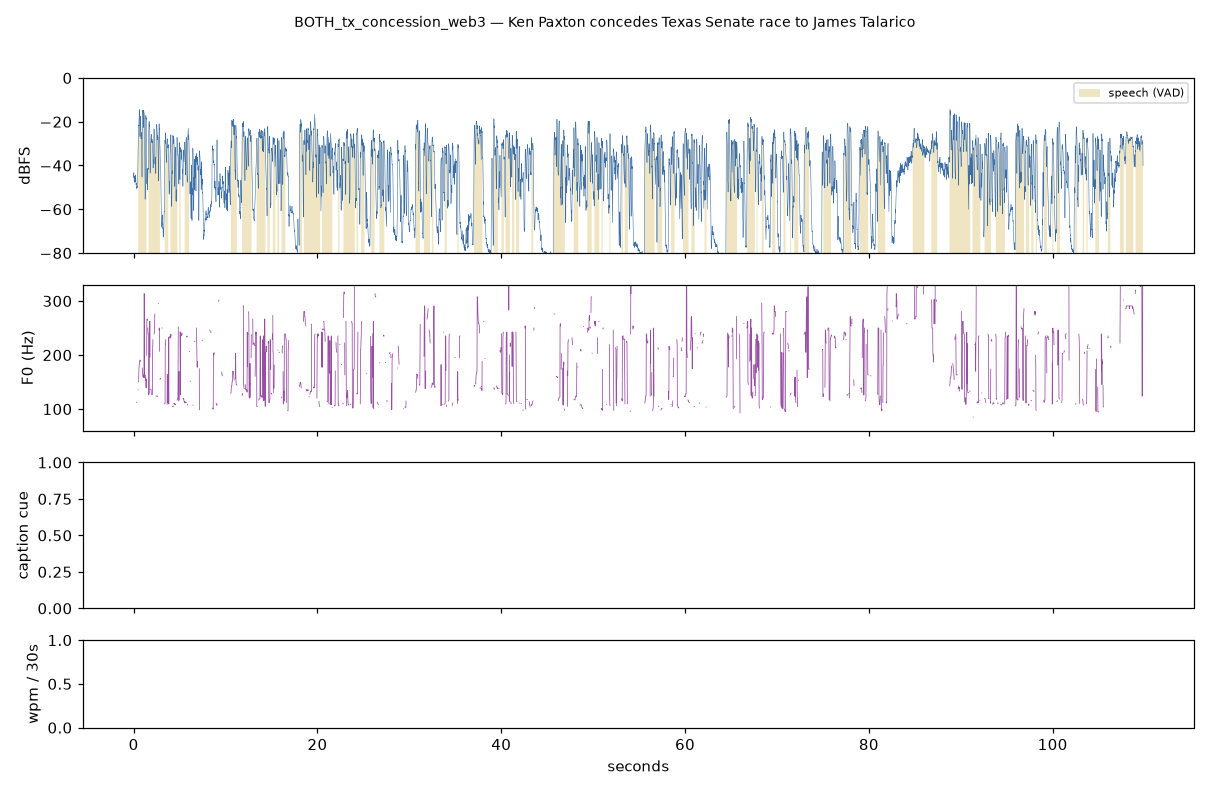 BOTH_tx_concession_web3 — Ken Paxton concedes Texas Senate race to James Talarico
0
−20
−40
−60
−80
dBFS
speech (VAD)
300
200
100
F0 (Hz)
1.00
0.75
0.50
0.25
0.00
caption cue
1.0
0.5
0.0
wpm / 30s
0 20 40 60 80 100
seconds